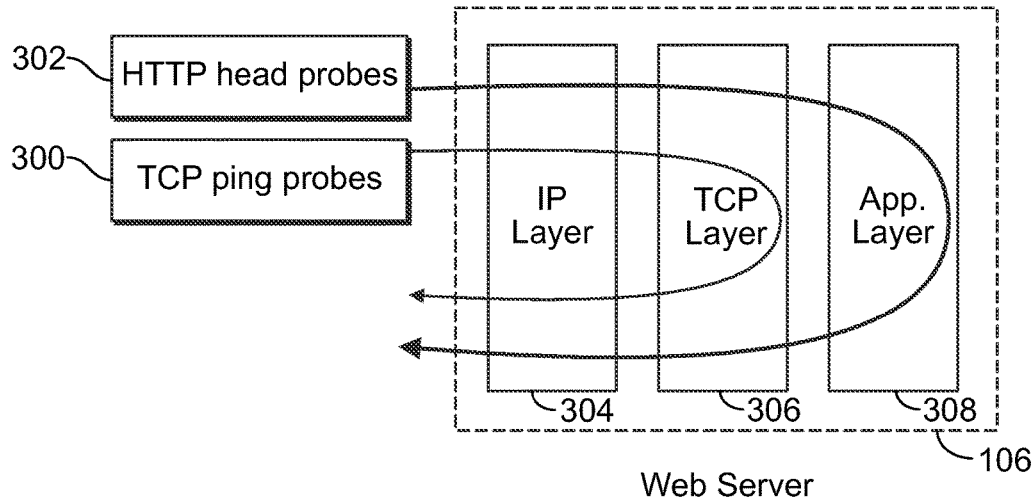 302
HTTP head probes
300
TCP ping probes
IP
Layer
TCP
Layer
App.
Layer
304
306
308
106
Web Server